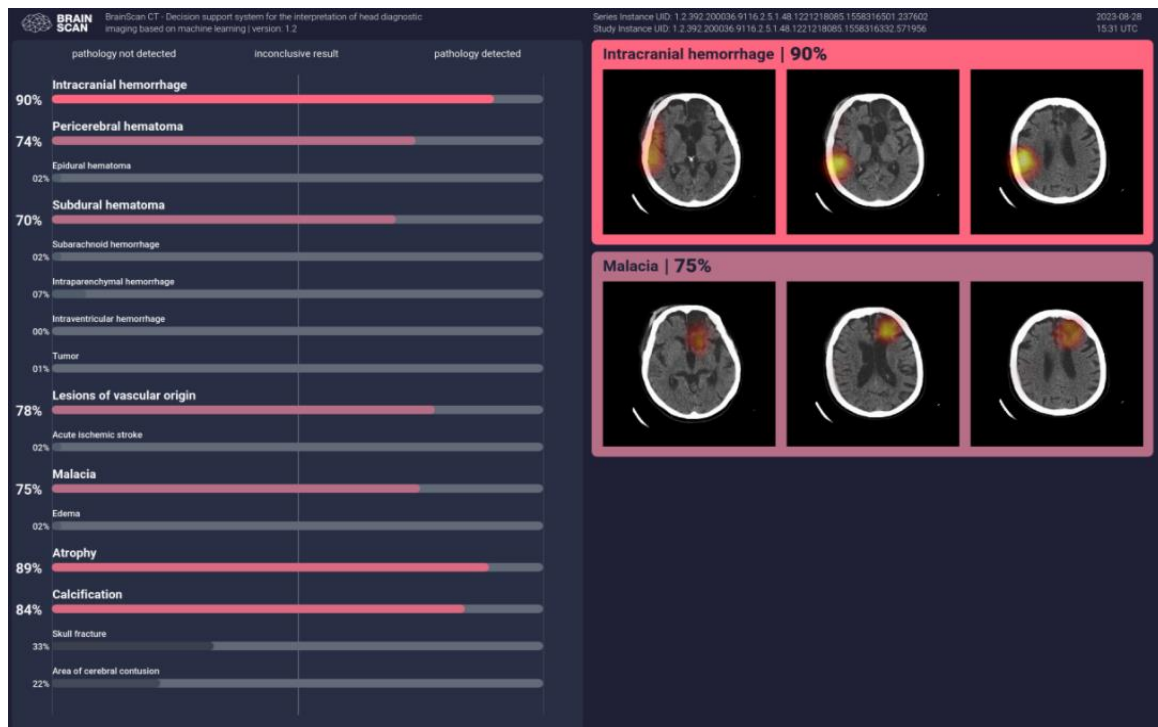 BRAIN
SCAN
BrainScan CT - Decision support system for the interpretation of head diagnostic
imaging based on machine learning | version. 1.2
Series Instance UID: 1.2.392.200036.9116.2.5.1.48.1221218085.1558316501.237602
Study Instance UID: 1.2.392.200036.9116.2.5.1.48.1221218085.1558316332.571956
2023-08-28
15:31 UTC
pathology not detected
inconclusive result
pathology detected
Intracranial hemorrhage
90%
Pericerebral hematoma
74%
Epidural hematoma
02%
Subdural hematoma
70%
Subarachnoid hemorrhage
02%
Intraparenchymal hemorrhage
07%
Intraventricular hemorrhage
00%
Tumor
01%
Lesions of vascular origin
78%
Acute ischemic stroke
02%
Malacia
75%
Edema
02%
Atrophy
89%
Calcification
84%
Skull fracture
33%
Area of cerebral contusion
22%
Intracranial hemorrhage | 90%
Malacia | 75%